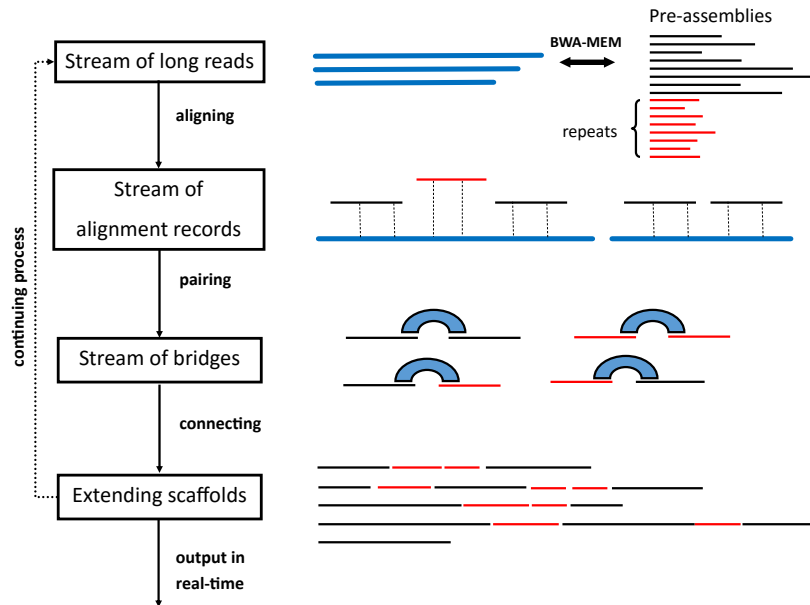 Pre-assemblies
Stream of long reads
BWA-MEM
aligning
repeats
Stream of
alignment records
continuing process
pairing
Stream of bridges
connecting
Extending scaffolds
output in
real-time